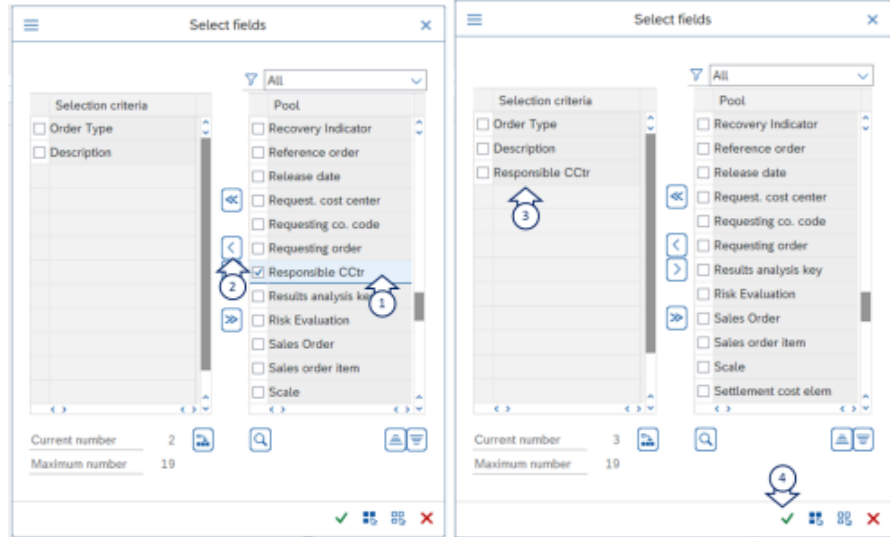 Select fields
All
Selection criteria
Pool
Order Type
Description
Recovery Indicator
Reference order
Release date
Request. cost center
Requesting co. code
Requesting order
Responsible CCtr
Results analysis key
Risk Evaluation
Sales Order
Sales order item
Scale
2
1
Current number 2
Maximum number 19
Select fields
All
Selection criteria
Pool
Order Type
Description
Responsible CCtr
3
Recovery Indicator
Reference order
Release date
Request. cost center
Requesting co. code
Requesting order
Results analysis key
Risk Evaluation
Sales Order
Sales order item
Scale
Settlement cost elem
Current number 3
Maximum number 19
4